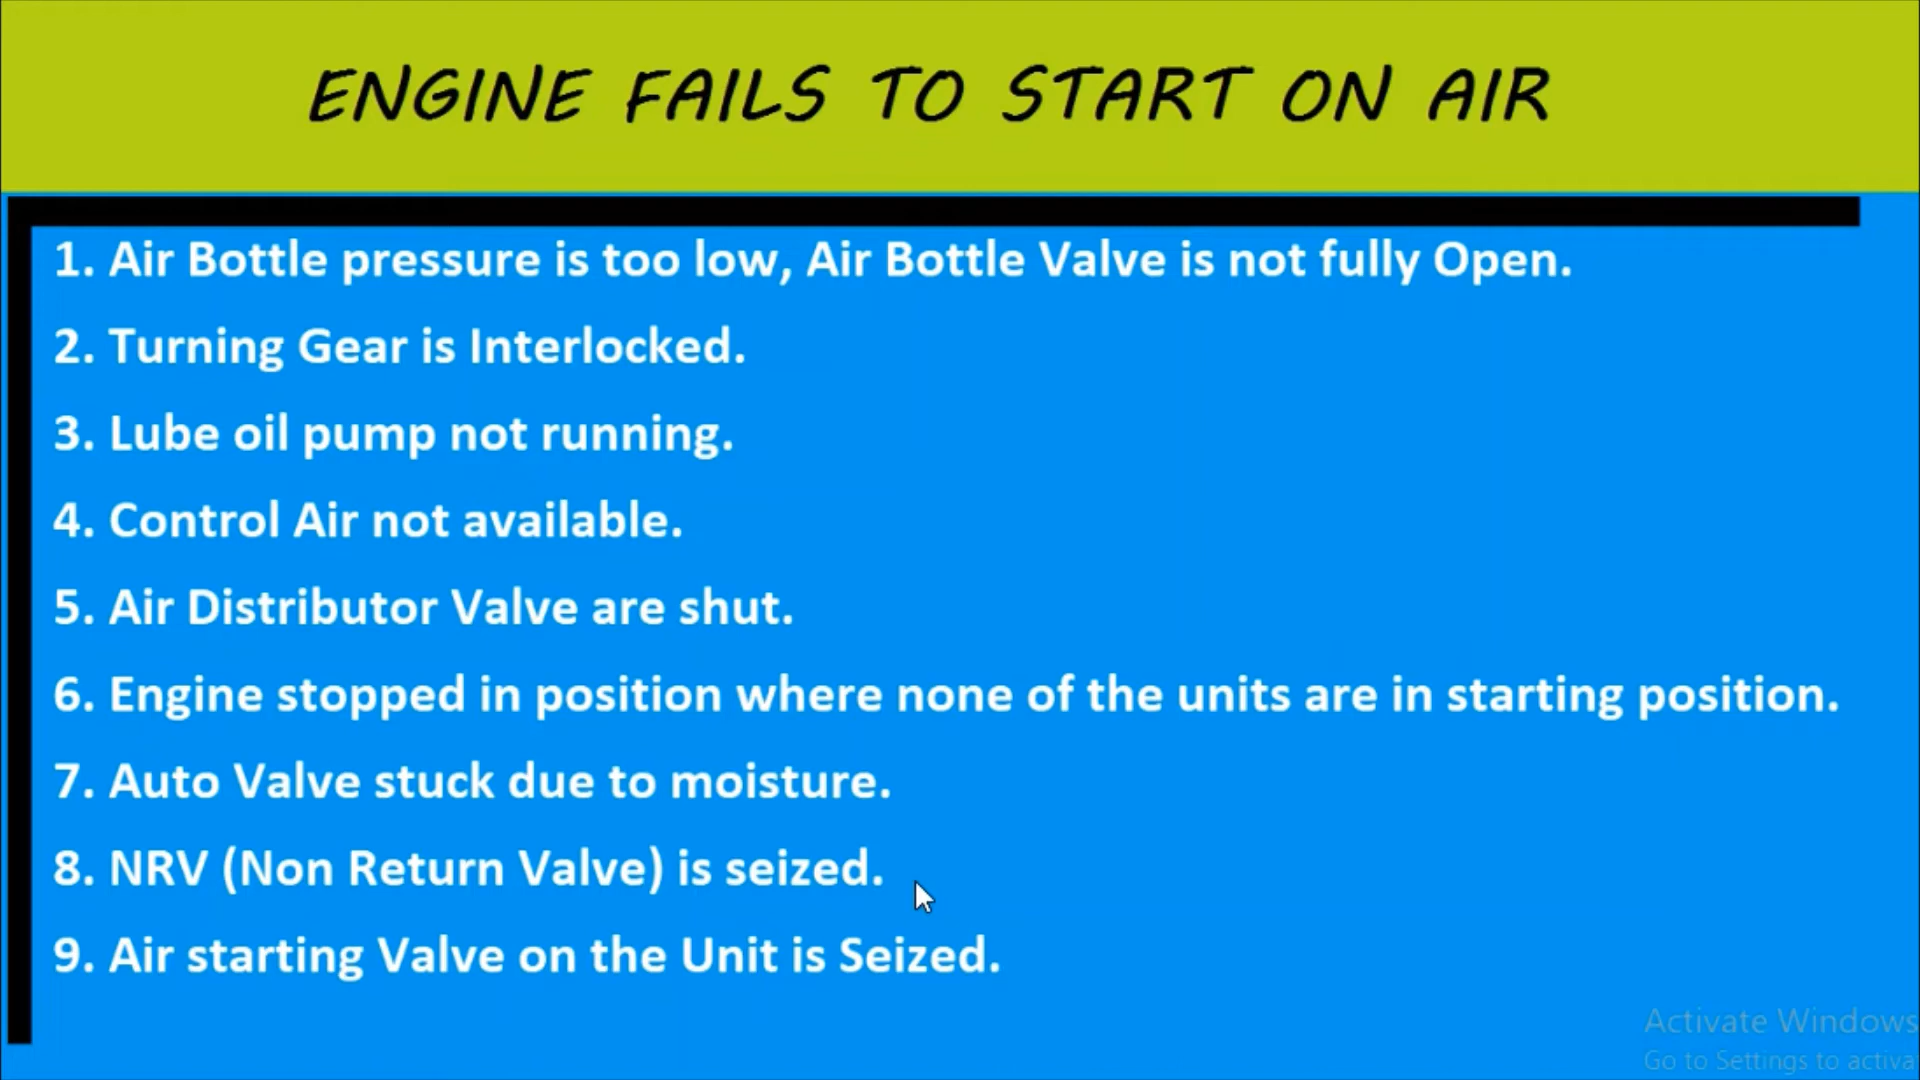 ENGINE FAILS TO START ON AIR
1. Air Bottle pressure is too low, Air Bottle Valve is not fully Open.
2. Turning Gear is Interlocked.
3. Lube oil pump not running.
4. Control Air not available.
5. Air Distributor Valve are shut.
6. Engine stopped in position where none of the units are in starting position.
7. Auto Valve stuck due to moisture.
8. NRV (Non Return Valve) is seized.
9. Air starting Valve on the Unit is Seized.
Activate Windows
Go to Settings to activa